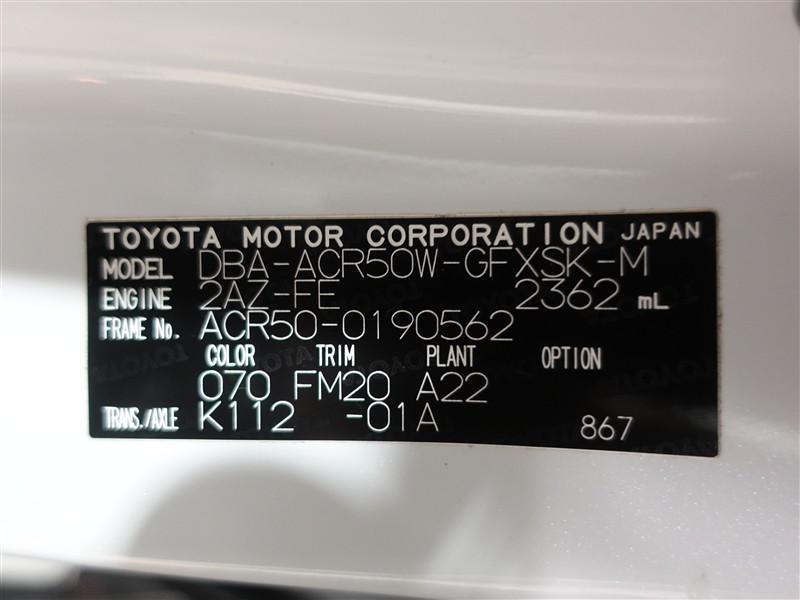 TOYOTA MOTOR CORPORATION JAPAN
MODEL DBA-ACR50W-GFXSK-M
ENGINE 2AZ-FE 2362 mL
FRAME No. ACR50-0190562
COLOR TRIM PLANT OPTION
070 FM20 A22
TRANS./AXLE K112 -01A 867